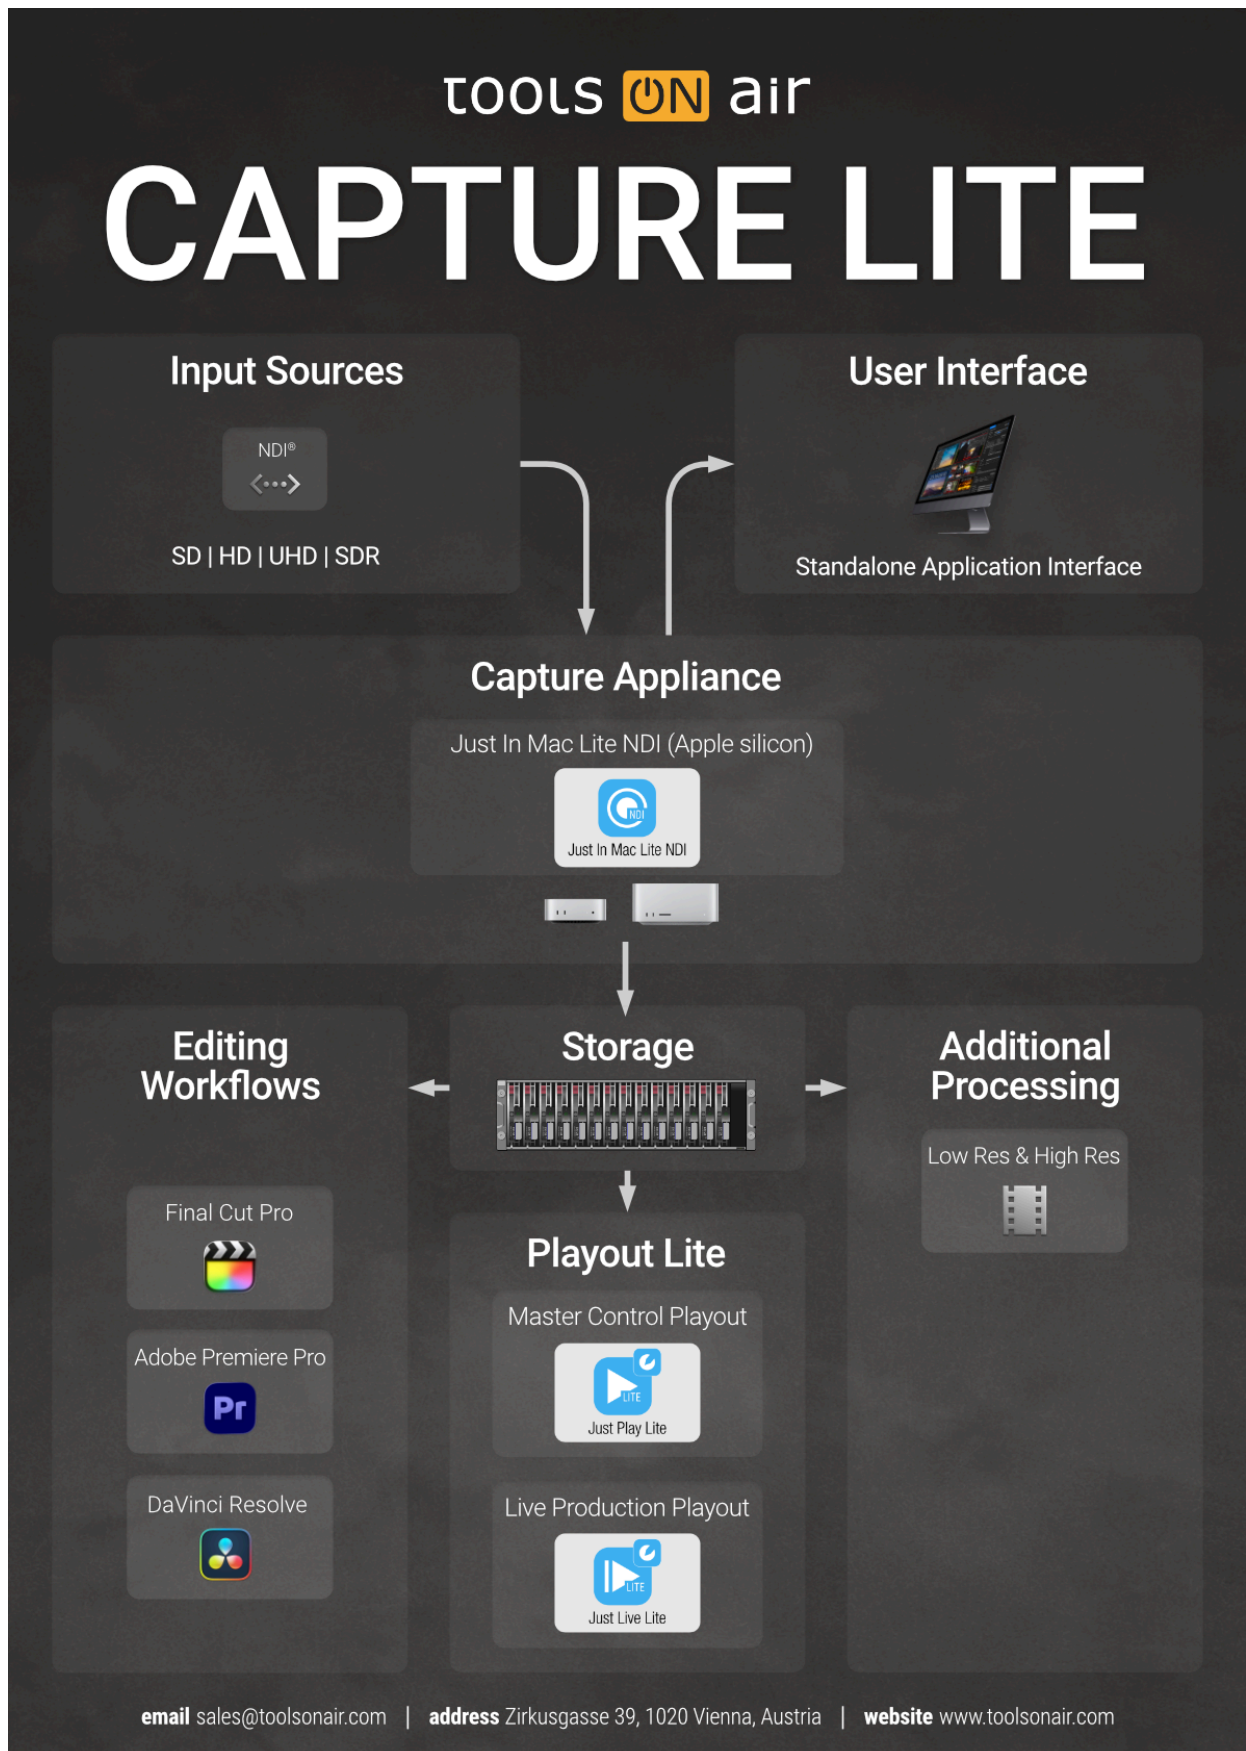 tools ON air
CAPTURE LITE
Input Sources
NDI®
SD | HD | UHD | SDR
User Interface
Standalone Application Interface
Capture Appliance
Just In Mac Lite NDI (Apple silicon)
NDI
Just In Mac Lite NDI
Editing
Workflows
Final Cut Pro
Adobe Premiere Pro
Pr
DaVinci Resolve
Storage
Playout Lite
Master Control Playout
LITE
Just Play Lite
Live Production Playout
LITE
Just Live Lite
Additional
Processing
Low Res & High Res
email sales@toolsonair.com | address Zirkusgasse 39, 1020 Vienna, Austria | website www.toolsonair.com